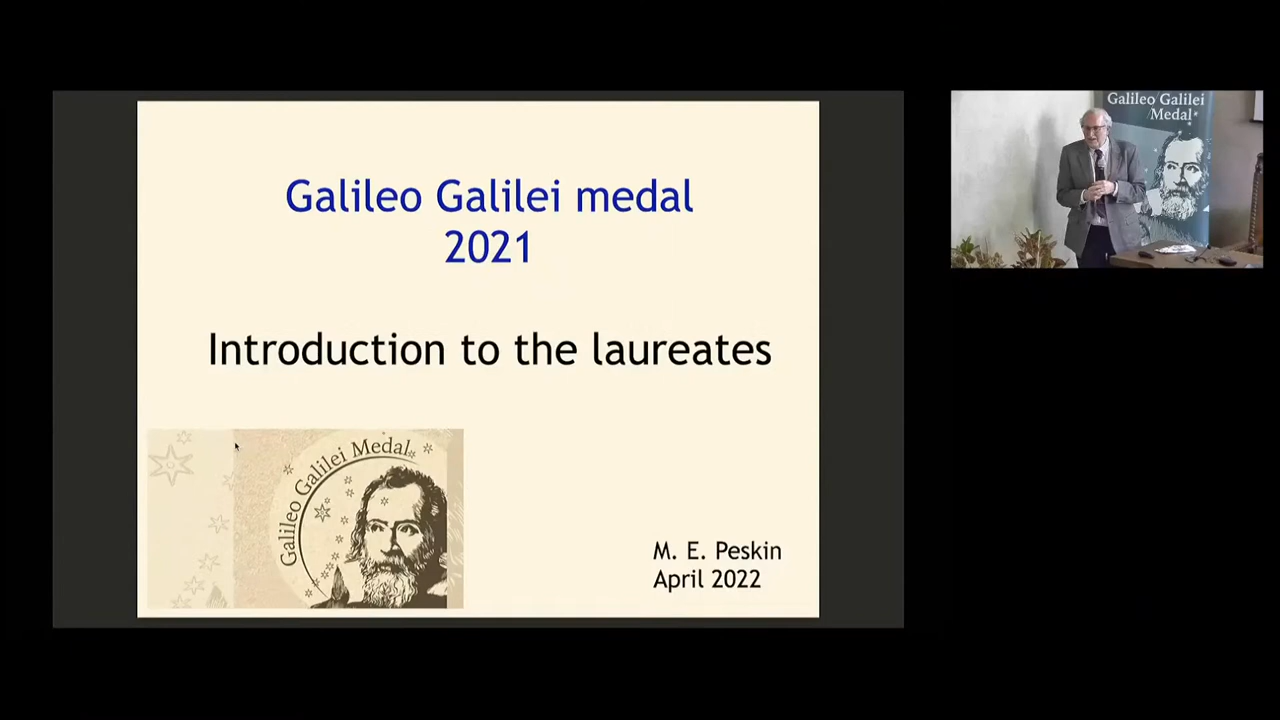 Galileo Galilei medal
2021
Introduction to the laureates
Galileo Galilei Medal
M. E. Peskin
April 2022
Galileo Galilei
Medal